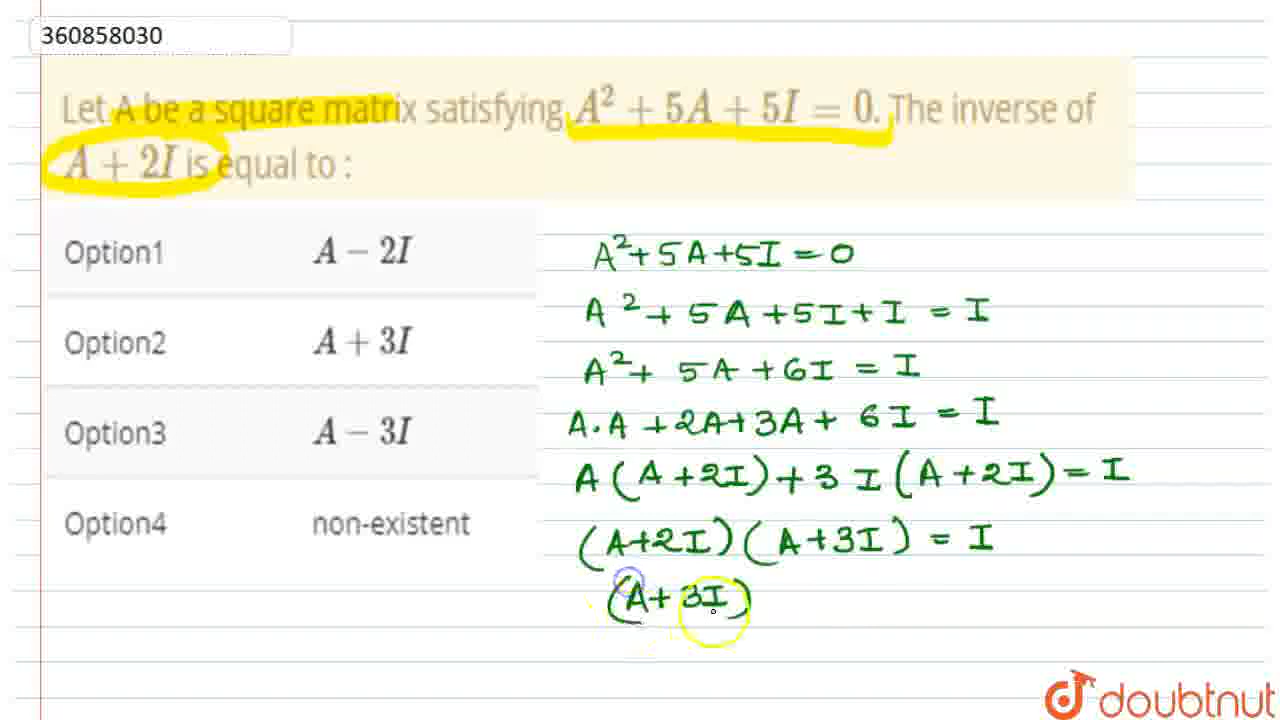 360858030
Let A be a square matrix satisfying A² + 5A + 5I = 0. The inverse of
A + 2I is equal to :
Option1 A − 2I
Option2 A + 3I
Option3 A − 3I
Option4 non-existent
A² + 5A + 5I = 0
A² + 5A + 5I + I = I
A² + 5A + 6I = I
A.A + 2A + 3A + 6I = I
A(A + 2I) + 3I(A + 2I) = I
(A + 2I)(A + 3I) = I
(A + 3I)
doubtnut